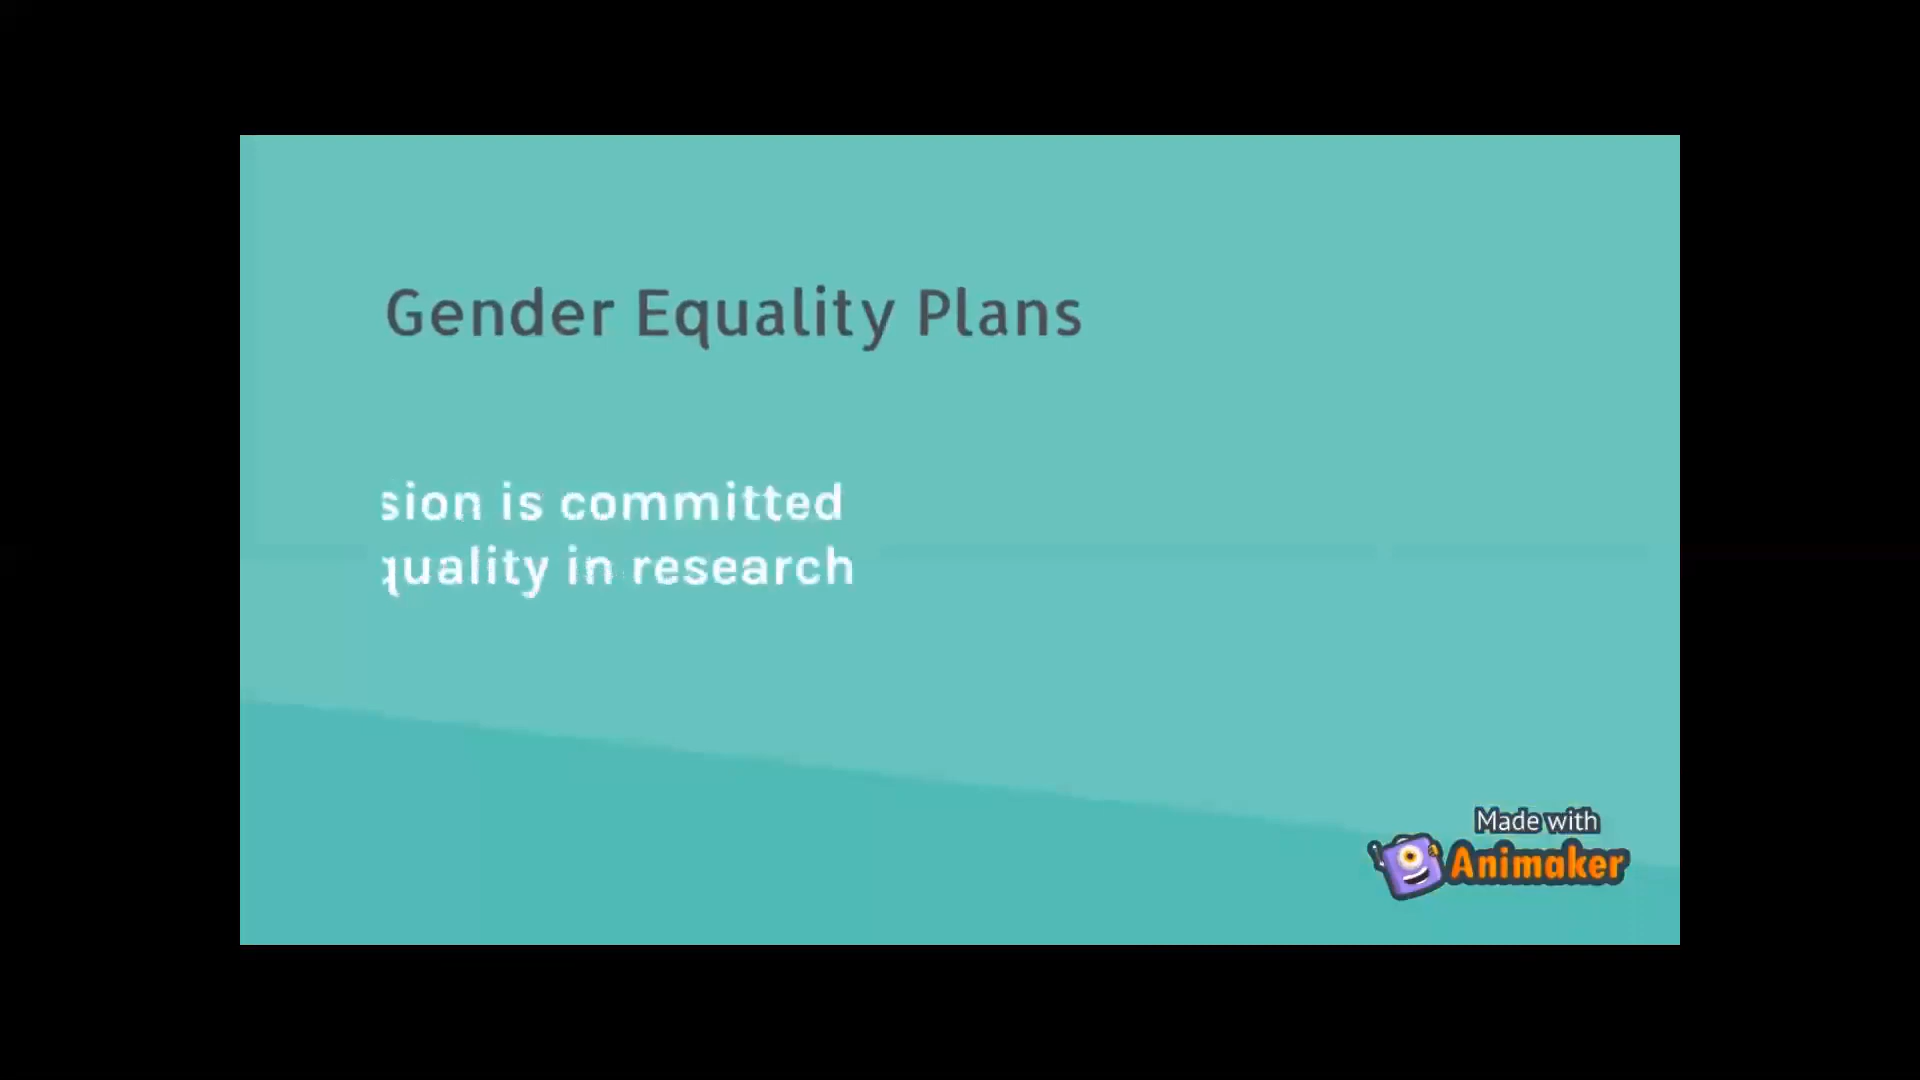 Gender Equality Plans
sion is committed
quality in research
Made with
Animaker